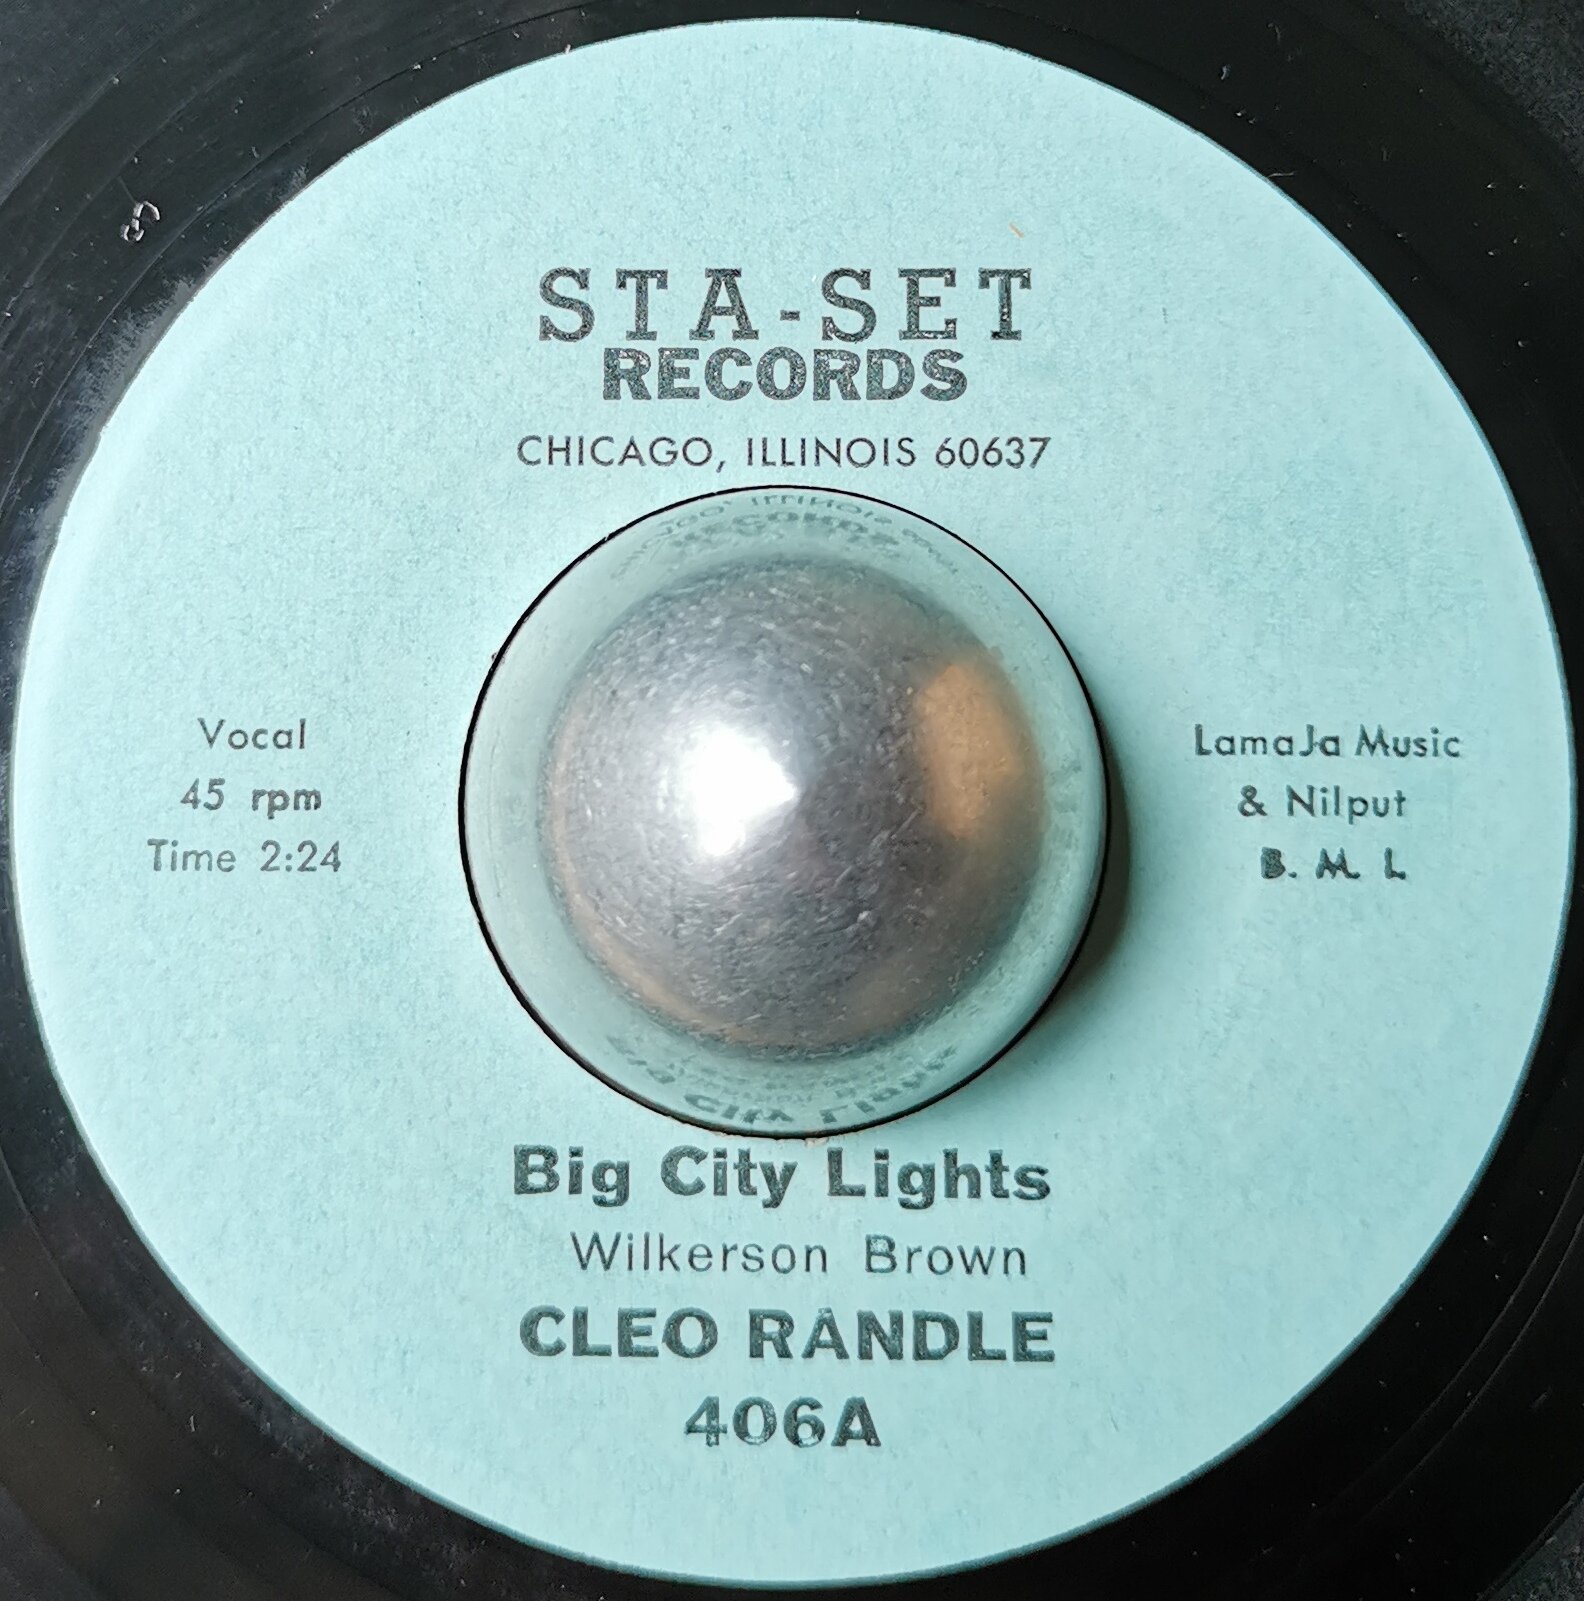 STA-SET
RECORDS
CHICAGO, ILLINOIS 60637
Vocal
45 rpm
Time 2:24
LamaJa Music
& Nilput
B. M. L
Big City Lights
Wilkerson Brown
CLEO RANDLE
406A